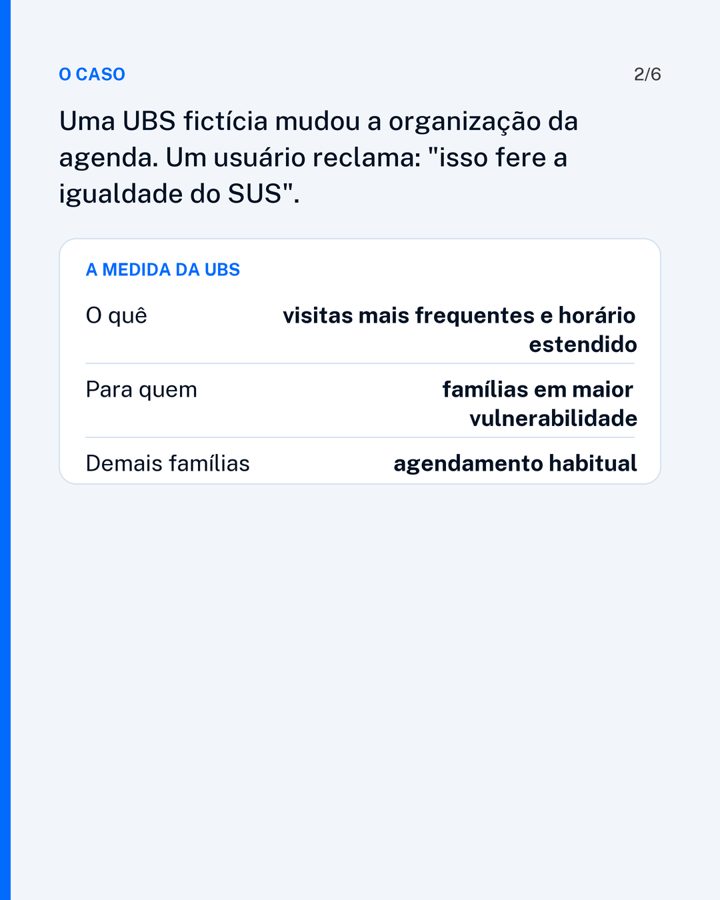 O CASO
2/6
Uma UBS fictícia mudou a organização da
agenda. Um usuário reclama: "isso fere a
igualdade do SUS".
A MEDIDA DA UBS
O quê
visitas mais frequentes e horário
estendido
Para quem
famílias em maior
vulnerabilidade
Demais famílias
agendamento habitual